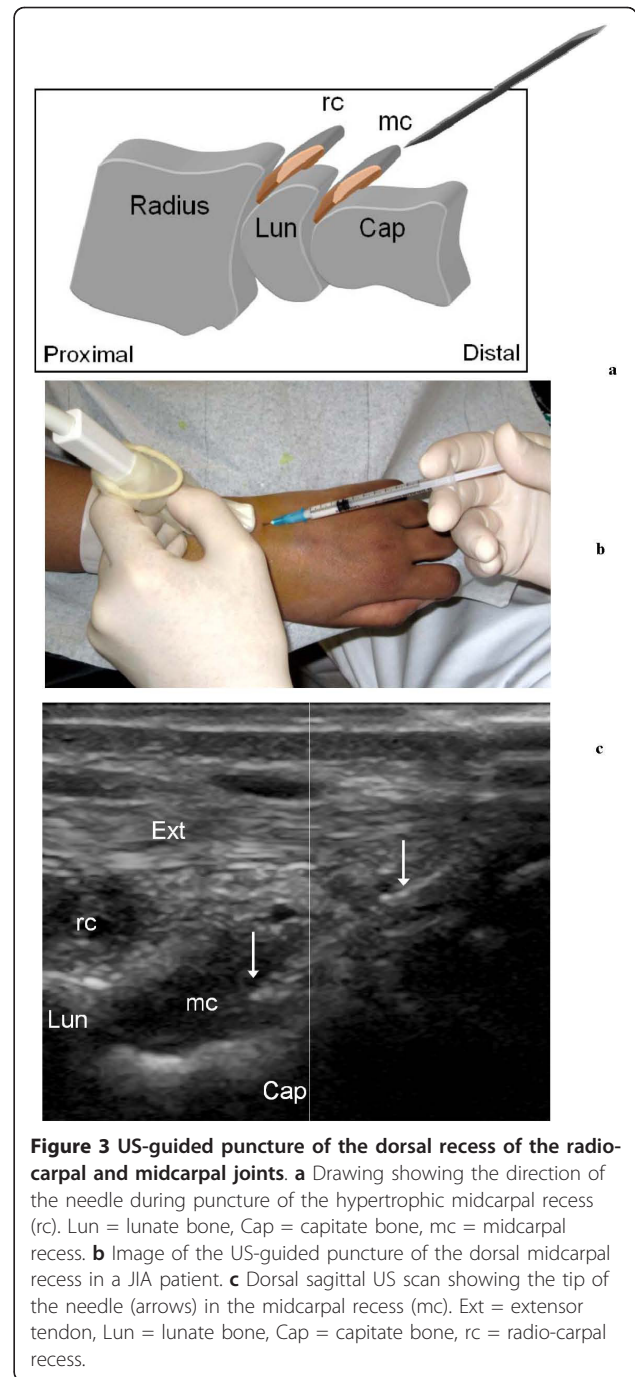 rc
mc
Radius
Lun
Cap
Proximal
Distal
a
b
c
Ext
rc
mc
Lun
Cap
Figure 3 US-guided puncture of the dorsal recess of the radio-
carpal and midcarpal joints. a Drawing showing the direction of
the needle during puncture of the hypertrophic midcarpal recess
(rc). Lun = lunate bone, Cap = capitate bone, mc = midcarpal
recess. b Image of the US-guided puncture of the dorsal midcarpal
recess in a JIA patient. c Dorsal sagittal US scan showing the tip of
the needle (arrows) in the midcarpal recess (mc). Ext = extensor
tendon, Lun = lunate bone, Cap = capitate bone, rc = radio-carpal
recess.